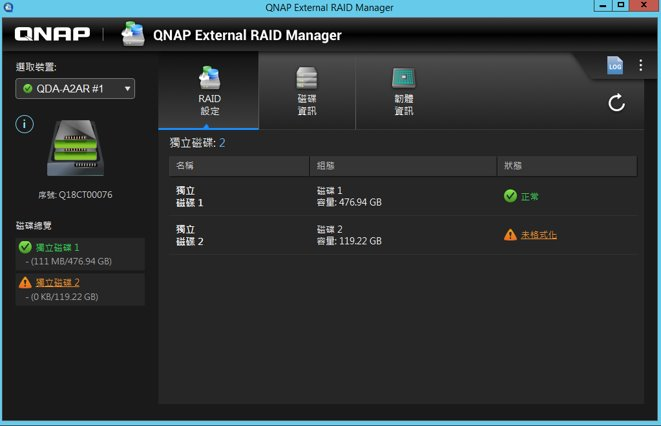 QNAP External RAID Manager
QNAP QNAP External RAID Manager
LOG
選取裝置:
QDA-A2AR #1
序號: Q18CT00076
磁碟總覽
獨立磁碟 1
- (111 MB/476.94 GB)
獨立磁碟 2
- (0 KB/119.22 GB)
RAID
設定
磁碟
資訊
韌體
資訊
獨立磁碟: 2
名稱 組態 狀態
獨立
磁碟 1
磁碟 1
容量: 476.94 GB
正常
獨立
磁碟 2
磁碟 2
容量: 119.22 GB
未格式化